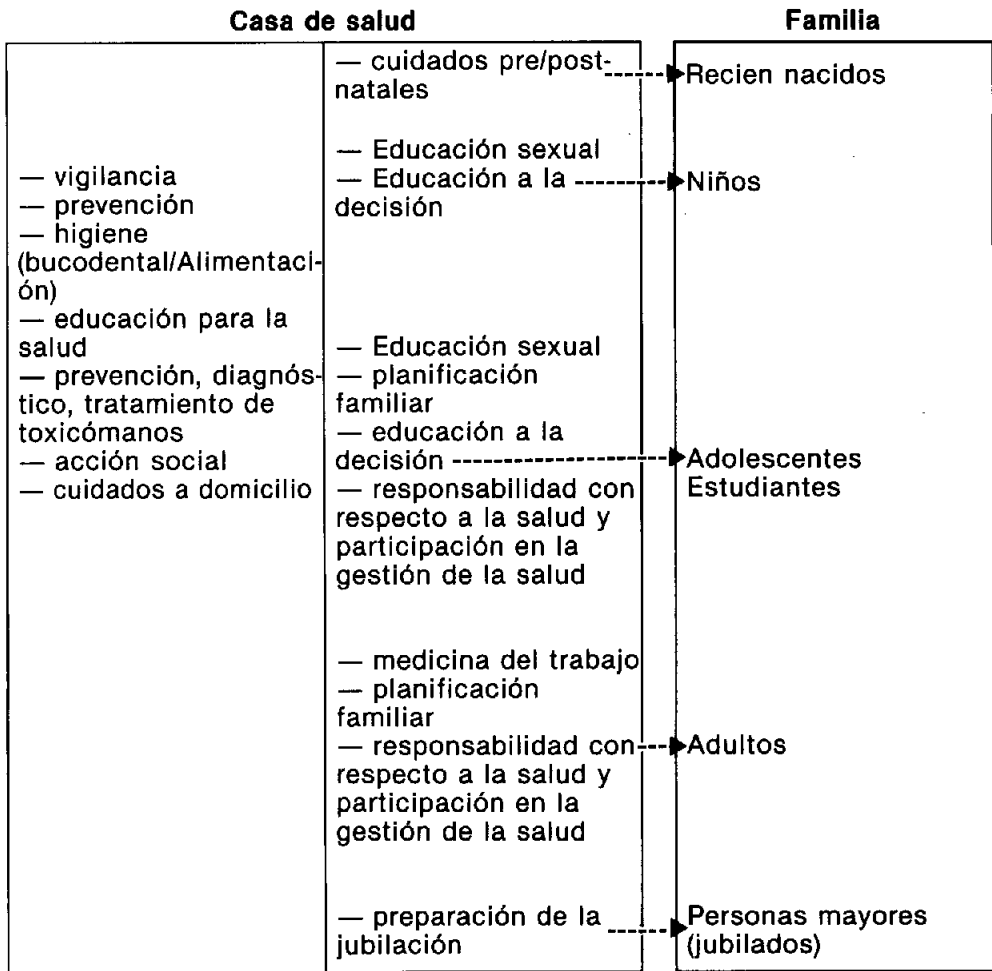 Casa de salud
Familia
— vigilancia
— prevención
— higiene
(bucodental/Alimentaci-
ón)
— educación para la
salud
— prevención, diagnós-
tico, tratamiento de
toxicómanos
— acción social
— cuidados a domicilio
— cuidados pre/post-
natales
— Educación sexual
— Educación a la
decisión
— Educación sexual
— planificación
familiar
— educación a la
decisión
— responsabilidad con
respecto a la salud y
participación en la
gestión de la salud
— medicina del trabajo
— planificación
familiar
— responsabilidad con
respecto a la salud y
participación en la
gestión de la salud
— preparación de la
jubilación
Recien nacidos
Niños
Adolescentes
Estudiantes
Adultos
Personas mayores
(jubilados)